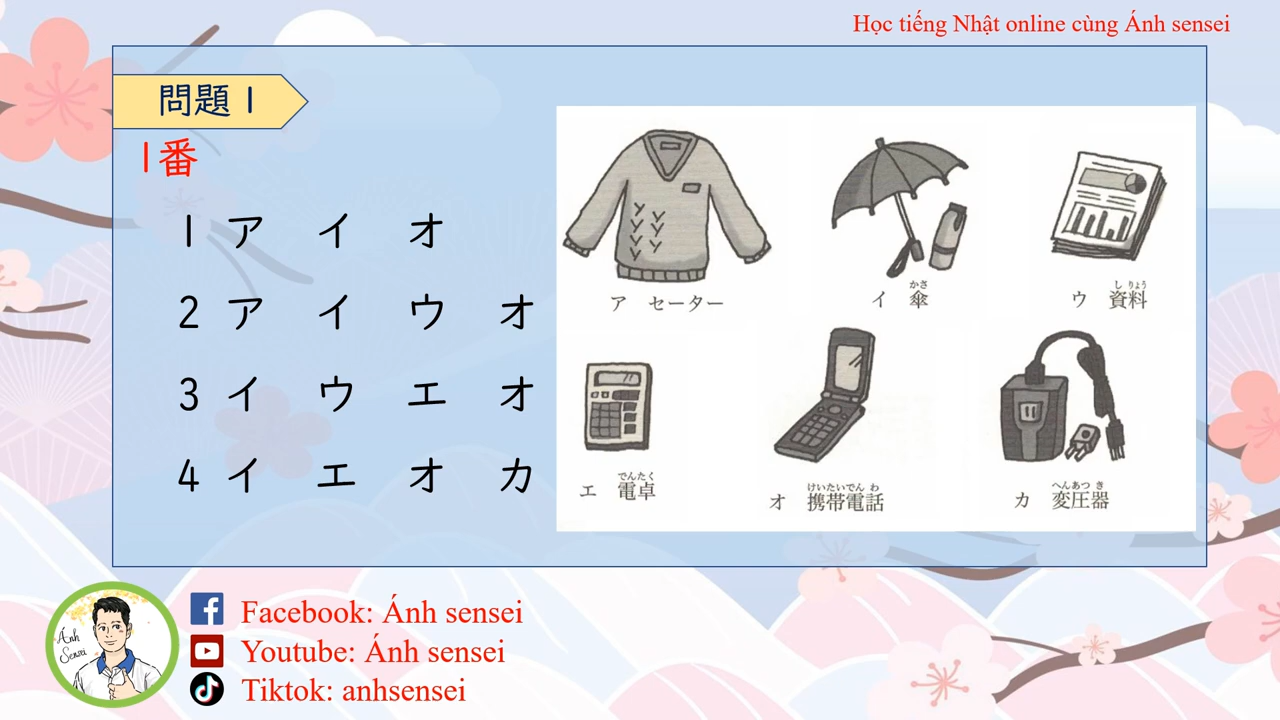 Học tiếng Nhật online cùng Ánh sensei
問題1
1番
1 ア イ オ
2 ア イ ウ オ
3 イ ウ エ オ
4 イ エ オ カ
ア セーター
かさ
イ 傘
しりょう
ウ 資料
でんたく
エ 電卓
けいたいでんわ
オ 携帯電話
へんあつき
カ 変圧器
Ánh Sensei
Facebook: Ánh sensei
Youtube: Ánh sensei
Tiktok: anhsensei